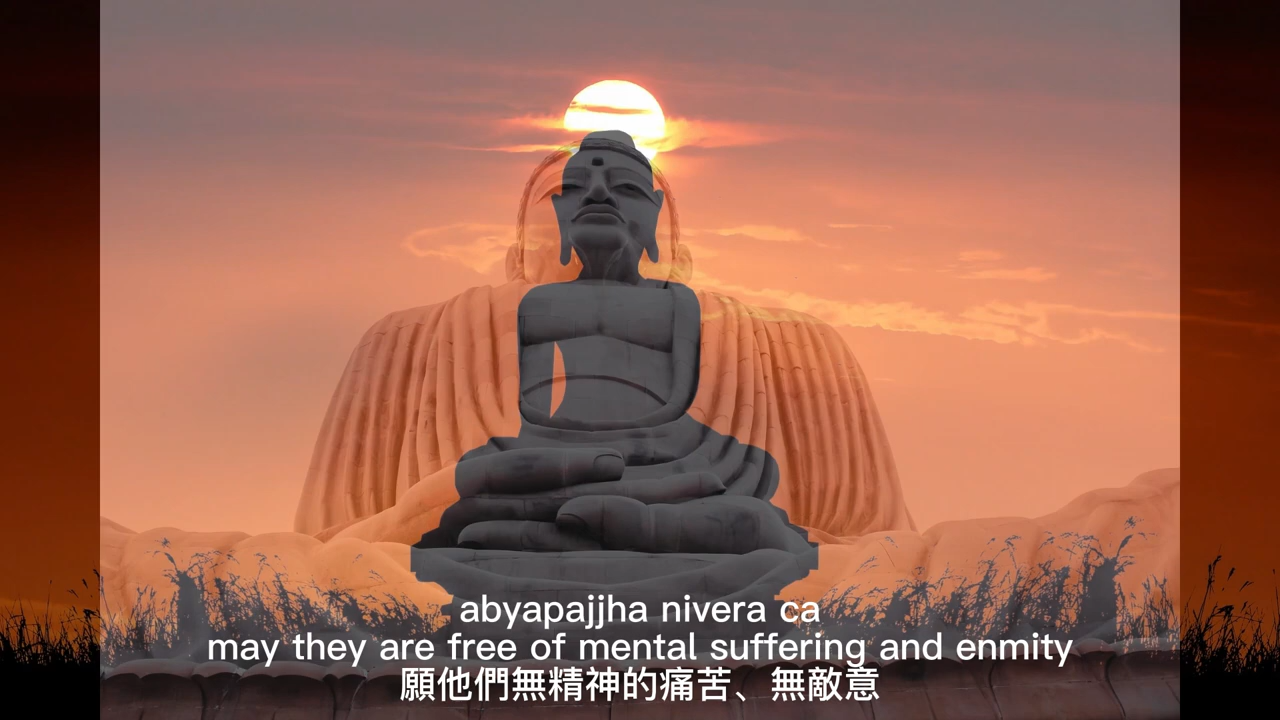 abyapajjha nivera ca
may they are free of mental suffering and enmity
願他們無精神的痛苦、無敵意